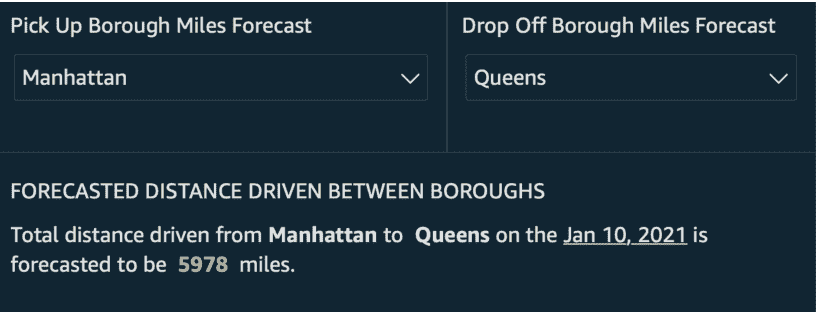 Pick Up Borough Miles Forecast
Drop Off Borough Miles Forecast
Manhattan
Queens
FORECASTED DISTANCE DRIVEN BETWEEN BOROUGHS
Total distance driven from Manhattan to Queens on the Jan 10, 2021 is
forecasted to be 5978 miles.